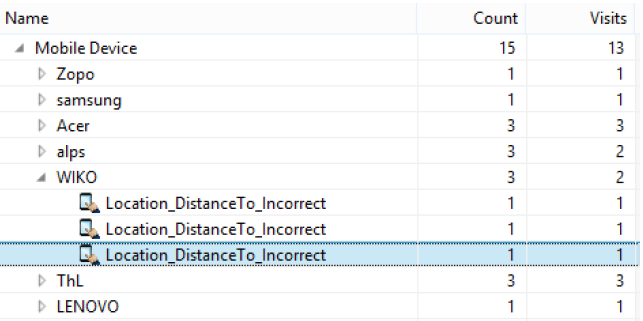 Name Count Visits
Mobile Device 15 13
Zopo 1 1
samsung 1 1
Acer 3 3
alps 3 2
WIKO 3 2
Location_DistanceTo_Incorrect 1 1
Location_DistanceTo_Incorrect 1 1
Location_DistanceTo_Incorrect 1 1
ThL 3 3
LENOVO 1 1